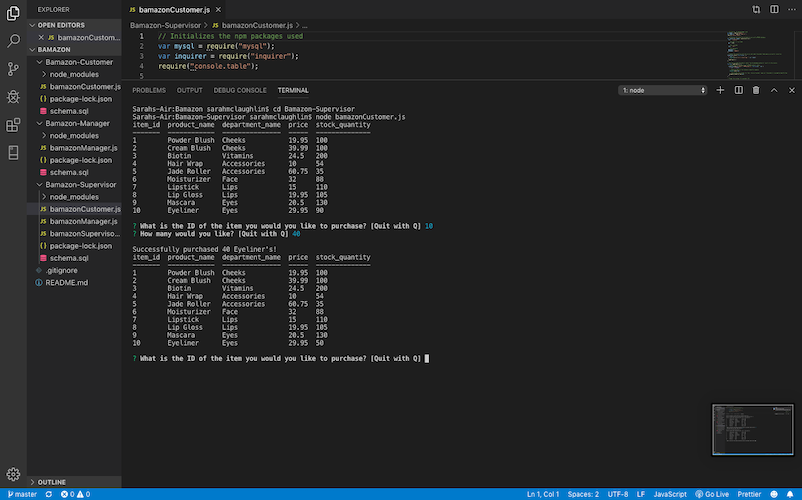 EXPLORER
OPEN EDITORS
bamazonCustom...
BAMAZON
Bamazon-Customer
node_modules
JS bamazonCustomer.js
{} package-lock.json
schema.sql
Bamazon-Manager
node_modules
JS bamazonManager.js
{} package-lock.json
schema.sql
Bamazon-Supervisor
node_modules
JS bamazonCustomer.js
JS bamazonManager.js
JS bamazonSuperviso...
{} package-lock.json
schema.sql
.gitignore
README.md
OUTLINE
JS bamazonCustomer.js
Bamazon-Supervisor > JS bamazonCustomer.js > ...
1 // Initializes the npm packages used
2 var mysql = require("mysql");
3 var inquirer = require("inquirer");
4 require("console.table");
5
PROBLEMS OUTPUT DEBUG CONSOLE TERMINAL 1: node
Sarahs-Air:Bamazon sarahmclaughlin$ cd Bamazon-Supervisor
Sarahs-Air:Bamazon-Supervisor sarahmclaughlin$ node bamazonCustomer.js
item_id product_name department_name price stock_quantity
------- ------------ --------------- ----- --------------
1 Powder Blush Cheeks 19.95 100
2 Cream Blush Cheeks 39.99 100
3 Biotin Vitamins 24.5 200
4 Hair Wrap Accessories 10 54
5 Jade Roller Accessories 60.75 35
6 Moisturizer Face 32 88
7 Lipstick Lips 15 110
8 Lip Gloss Lips 19.95 105
9 Mascara Eyes 20.5 130
10 Eyeliner Eyes 29.95 90
? What is the ID of the item you would you like to purchase? [Quit with Q] 10
? How many would you like? [Quit with Q] 40
Successfully purchased 40 Eyeliner's!
item_id product_name department_name price stock_quantity
------- ------------ --------------- ----- --------------
1 Powder Blush Cheeks 19.95 100
2 Cream Blush Cheeks 39.99 100
3 Biotin Vitamins 24.5 200
4 Hair Wrap Accessories 10 54
5 Jade Roller Accessories 60.75 35
6 Moisturizer Face 32 88
7 Lipstick Lips 15 110
8 Lip Gloss Lips 19.95 105
9 Mascara Eyes 20.5 130
10 Eyeliner Eyes 29.95 50
? What is the ID of the item you would you like to purchase? [Quit with Q]
master 0 0 Ln 1, Col 1 Spaces: 2 UTF-8 LF JavaScript Go Live Prettier